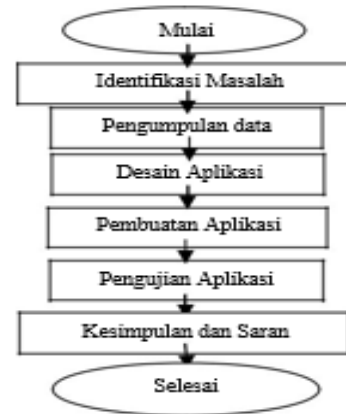 Mulai
Identifikasi Masalah
Pengumpulan data
Desain Aplikasi
Pembuatan Aplikasi
Pengujian Aplikasi
Kesimpulan dan Saran
Selesai